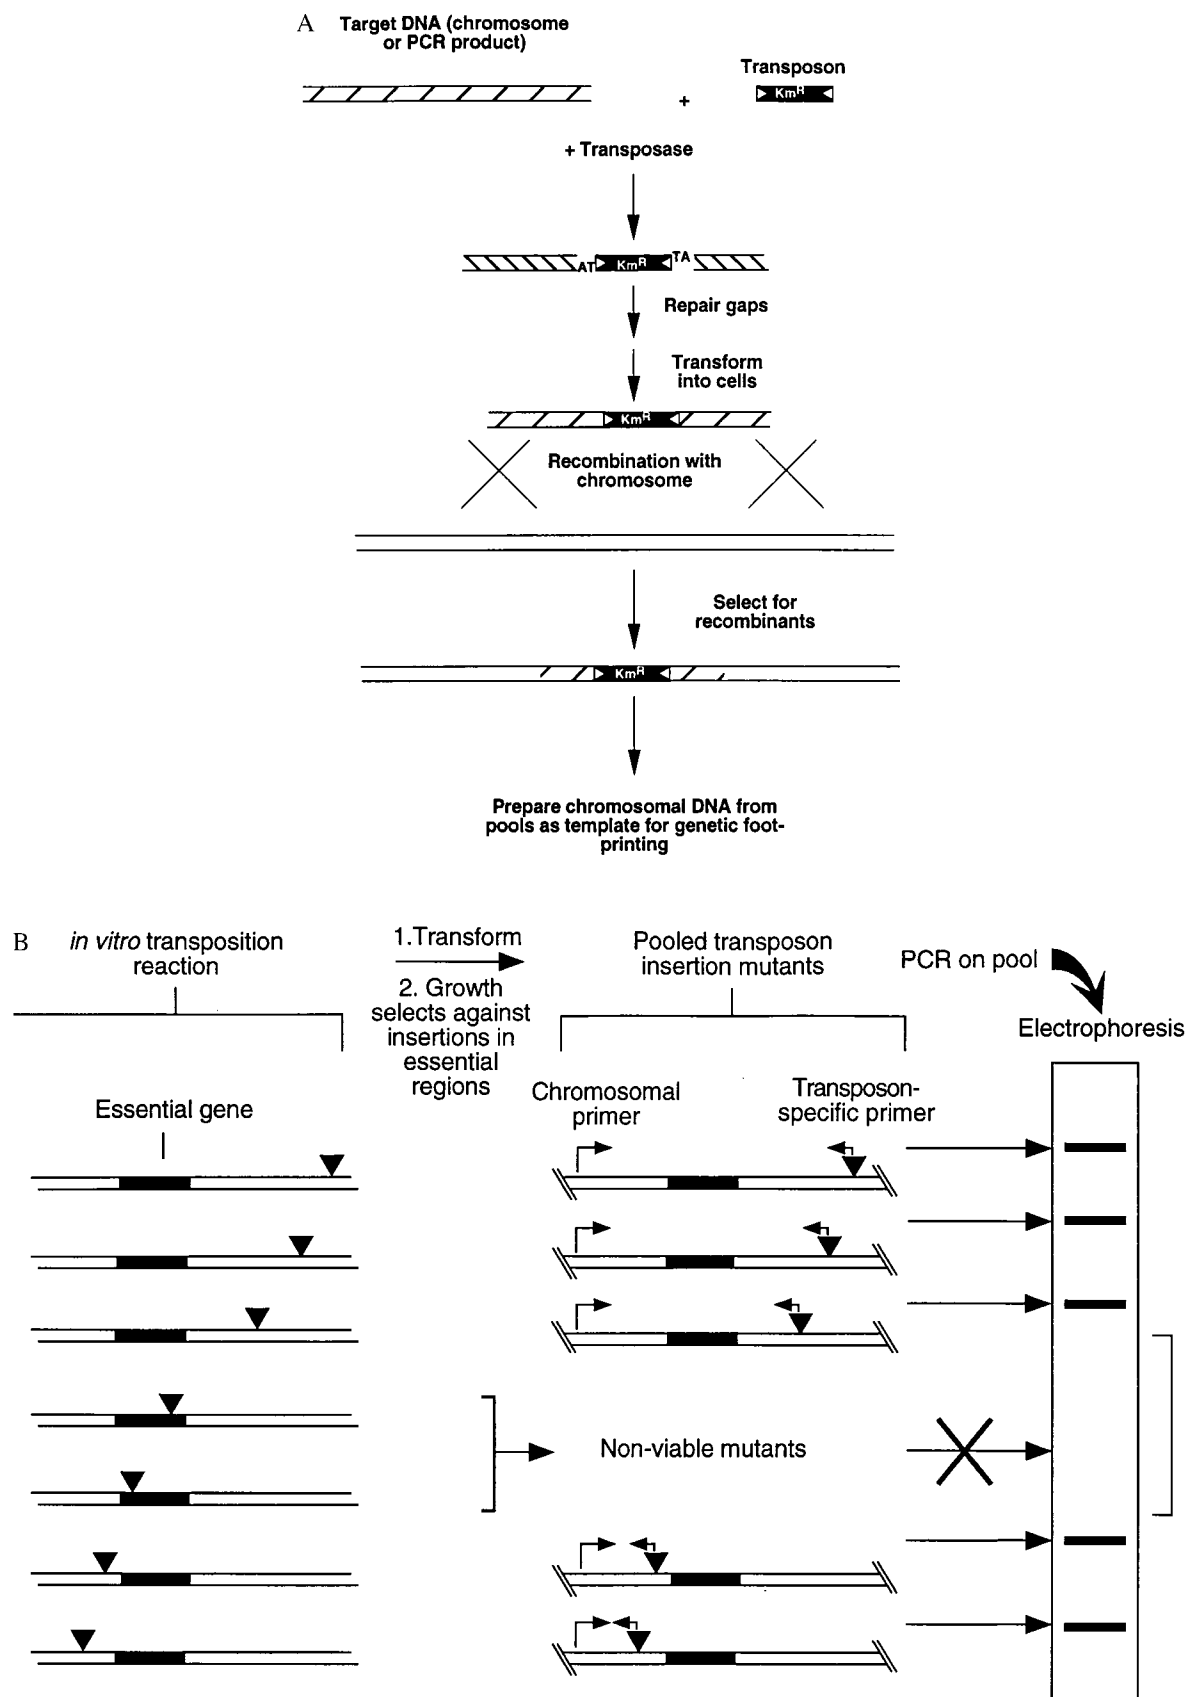 A
Target DNA (chromosome
or PCR product)
Transposon
KmR
+
+ Transposase
AT
KmR
TA
Repair gaps
Transform
into cells
KmR
Recombination with
chromosome
Select for
recombinants
KmR
Prepare chromosomal DNA from
pools as template for genetic foot-
printing
B
in vitro transposition
reaction
1.Transform
2. Growth
selects against
insertions in
essential
regions
Pooled transposon
insertion mutants
PCR on pool
Electrophoresis
Essential gene
Chromosomal
primer
Transposon-
specific primer
Non-viable mutants